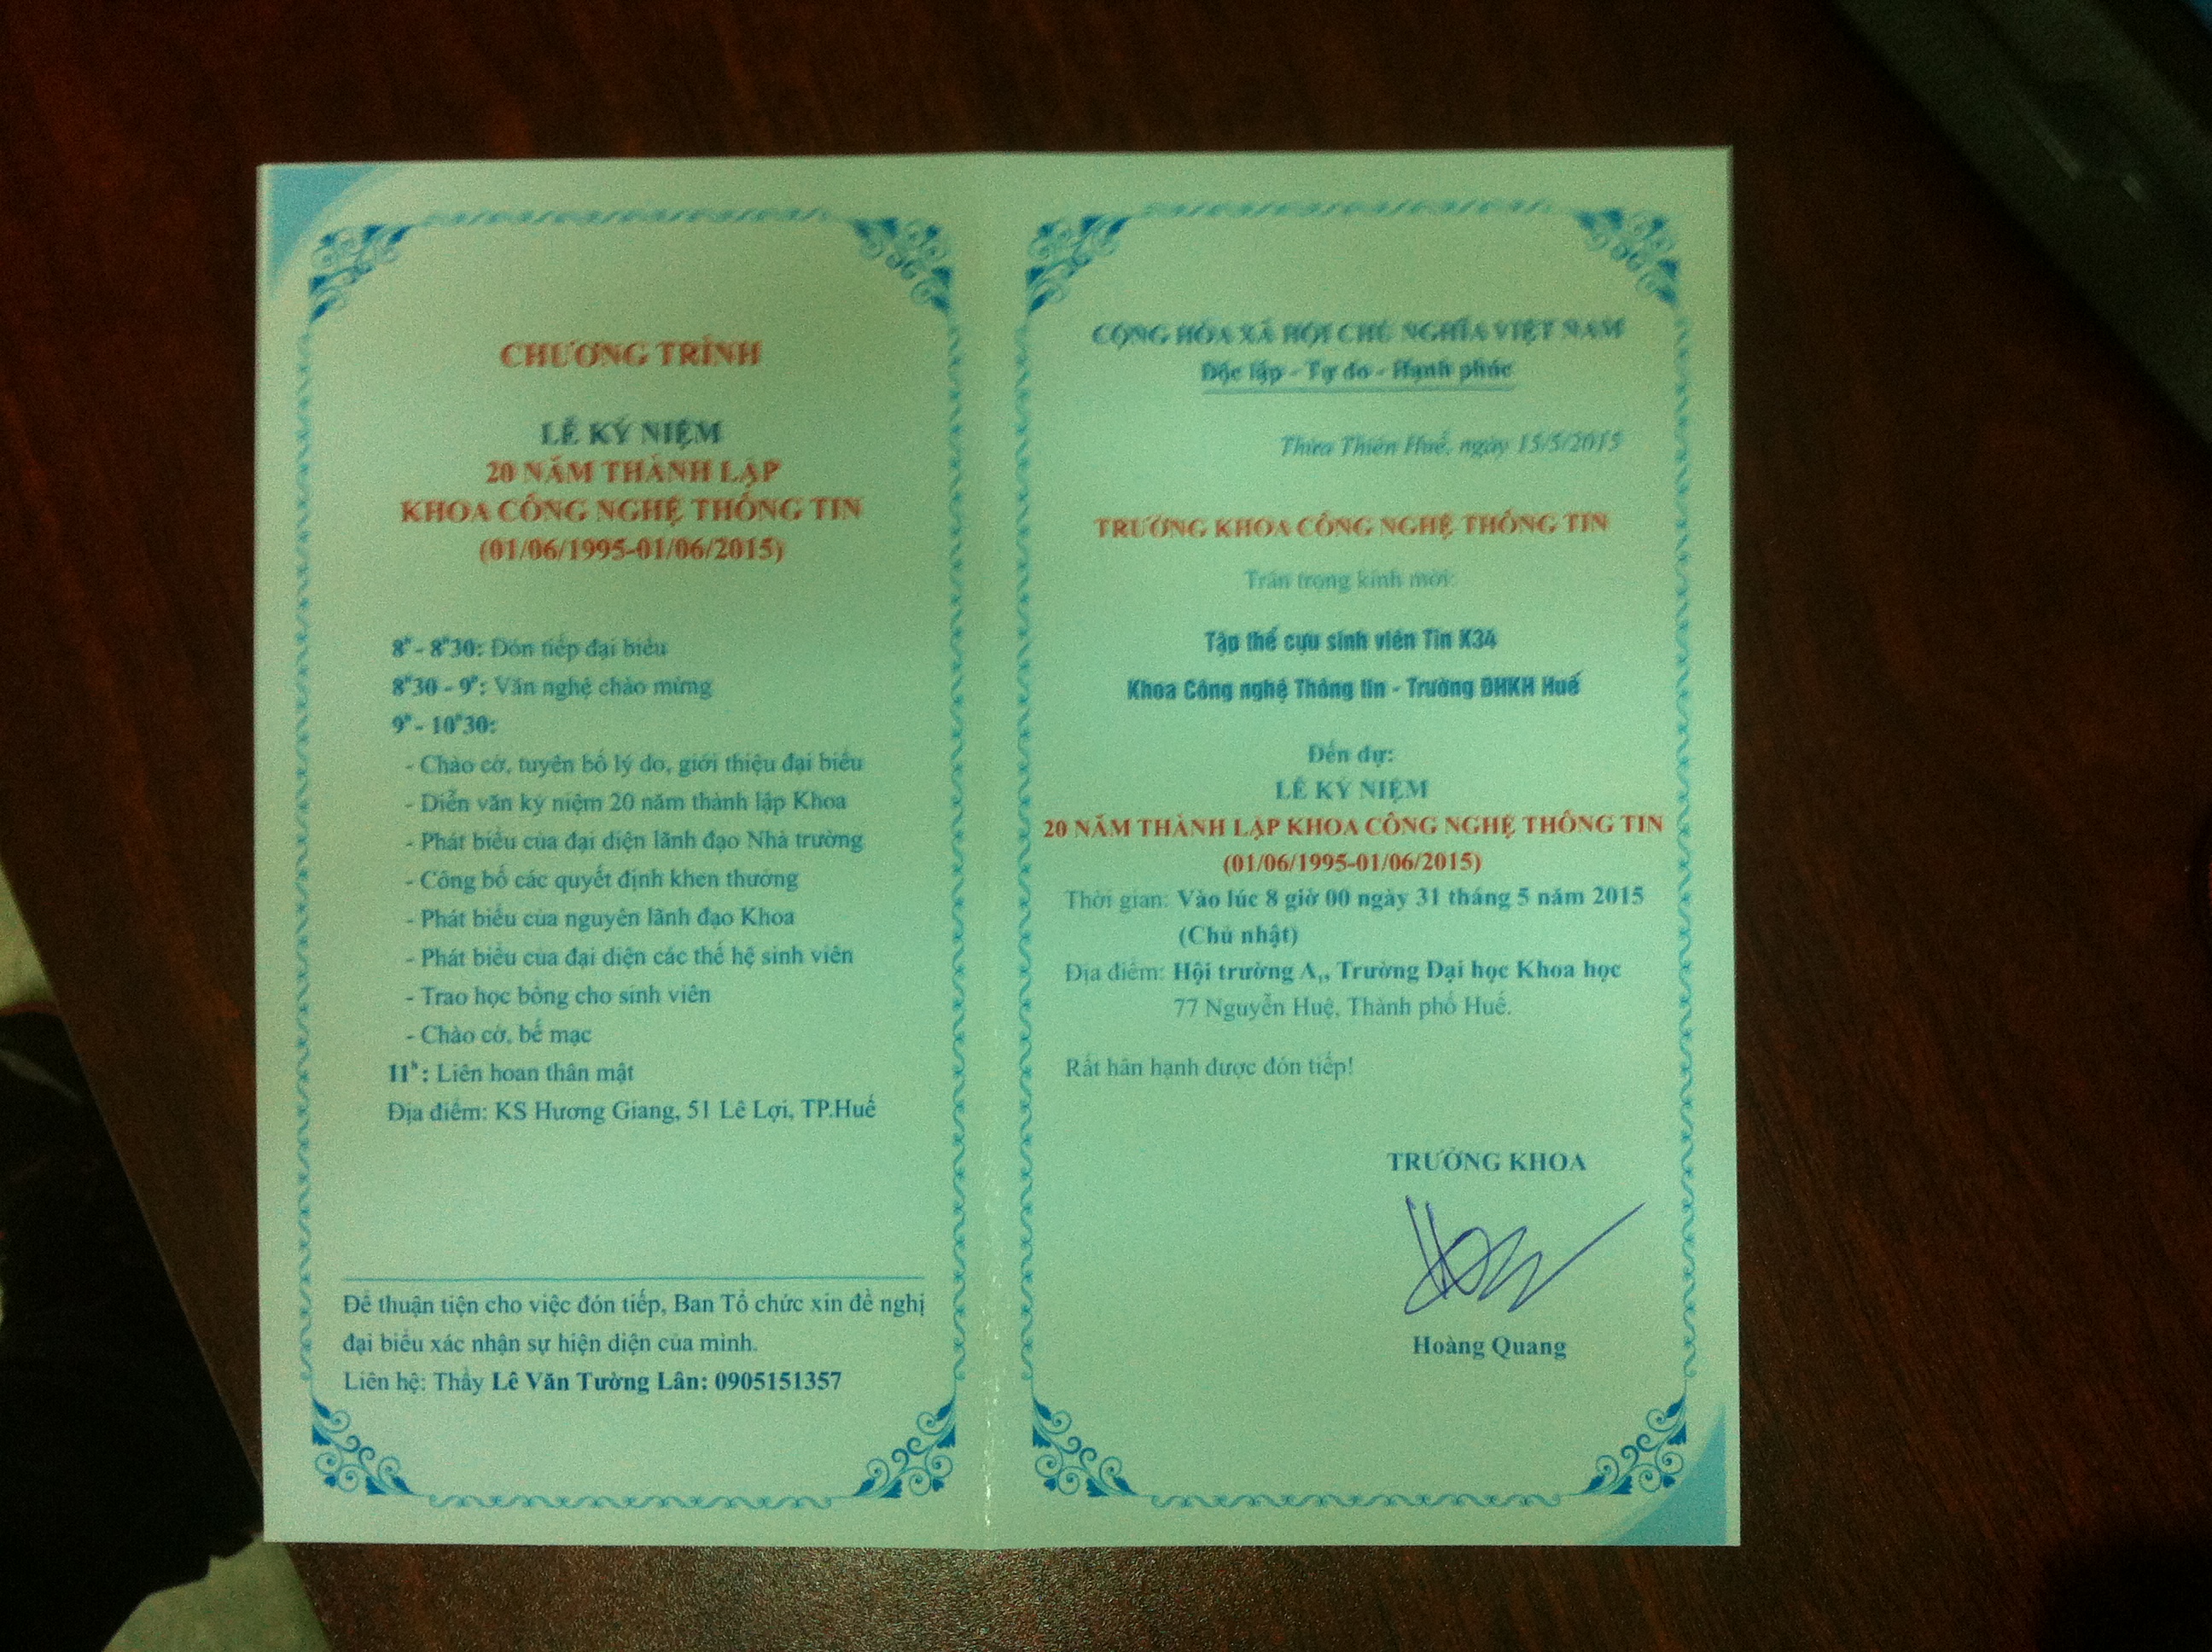 CHƯƠNG TRÌNH
LỄ KỶ NIỆM
20 NĂM THÀNH LẬP
KHOA CÔNG NGHỆ THÔNG TIN
(01/06/1995-01/06/2015)
8ʰ - 8ʰ30: Đón tiếp đại biểu
8ʰ30 - 9ʰ: Văn nghệ chào mừng
9ʰ - 10ʰ30:
- Chào cờ, tuyên bố lý do, giới thiệu đại biểu
- Diễn văn kỷ niệm 20 năm thành lập Khoa
- Phát biểu của đại diện lãnh đạo Nhà trường
- Công bố các quyết định khen thưởng
- Phát biểu của nguyên lãnh đạo Khoa
- Phát biểu của đại diện các thế hệ sinh viên
- Trao học bổng cho sinh viên
- Chào cờ, bế mạc
11ʰ: Liên hoan thân mật
Địa điểm: KS Hương Giang, 51 Lê Lợi, TP.Huế
Để thuận tiện cho việc đón tiếp, Ban Tổ chức xin đề nghị
đại biểu xác nhận sự hiện diện của mình.
Liên hệ: Thầy Lê Văn Tường Lân: 0905151357
CỘNG HÒA XÃ HỘI CHỦ NGHĨA VIỆT NAM
Độc lập - Tự do - Hạnh phúc
Thừa Thiên Huế, ngày 15/5/2015
TRƯỞNG KHOA CÔNG NGHỆ THÔNG TIN
Trân trọng kính mời:
Tập thể cựu sinh viên Tin K34
Khoa Công nghệ Thông tin - Trường ĐHKH Huế
Đến dự:
LỄ KỶ NIỆM
20 NĂM THÀNH LẬP KHOA CÔNG NGHỆ THÔNG TIN
(01/06/1995-01/06/2015)
Thời gian: Vào lúc 8 giờ 00 ngày 31 tháng 5 năm 2015
(Chủ nhật)
Địa điểm: Hội trường A₁, Trường Đại học Khoa học
77 Nguyễn Huệ, Thành phố Huế.
Rất hân hạnh được đón tiếp!
TRƯỞNG KHOA
Hoàng Quang